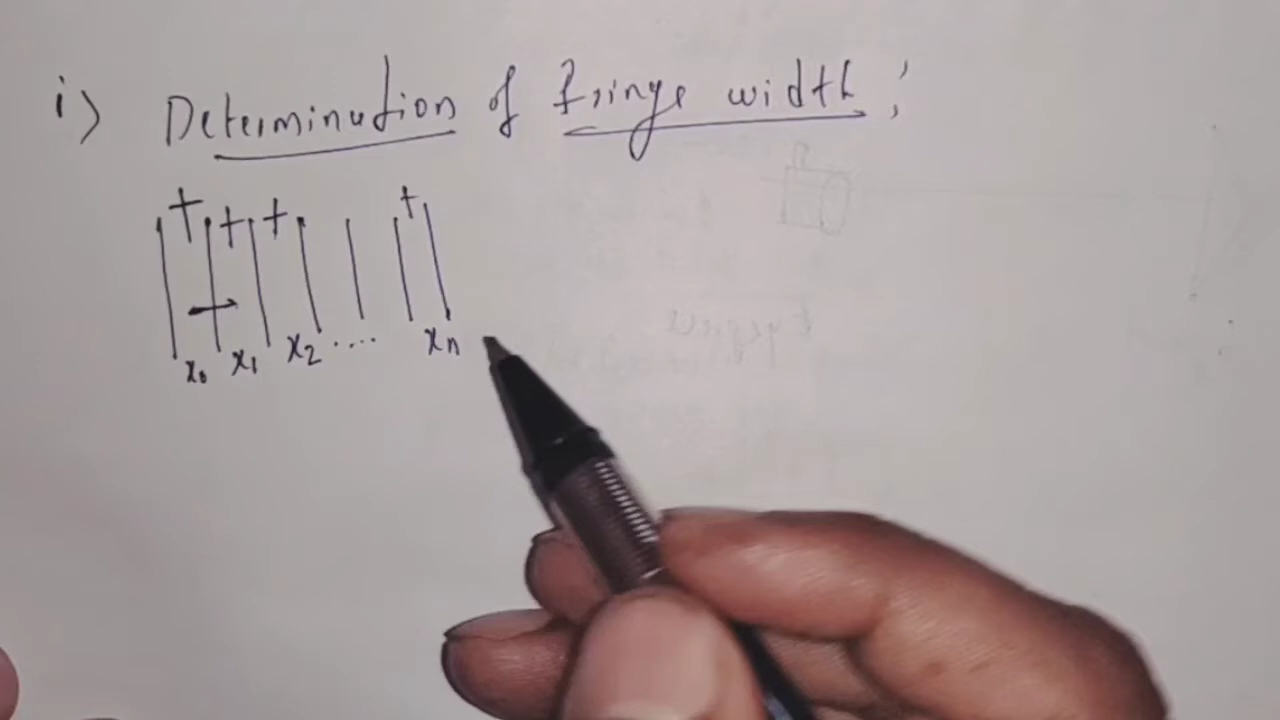 i) Determination of fringe width :
+ + + +
x₀ x₁ x₂ .... xₙ